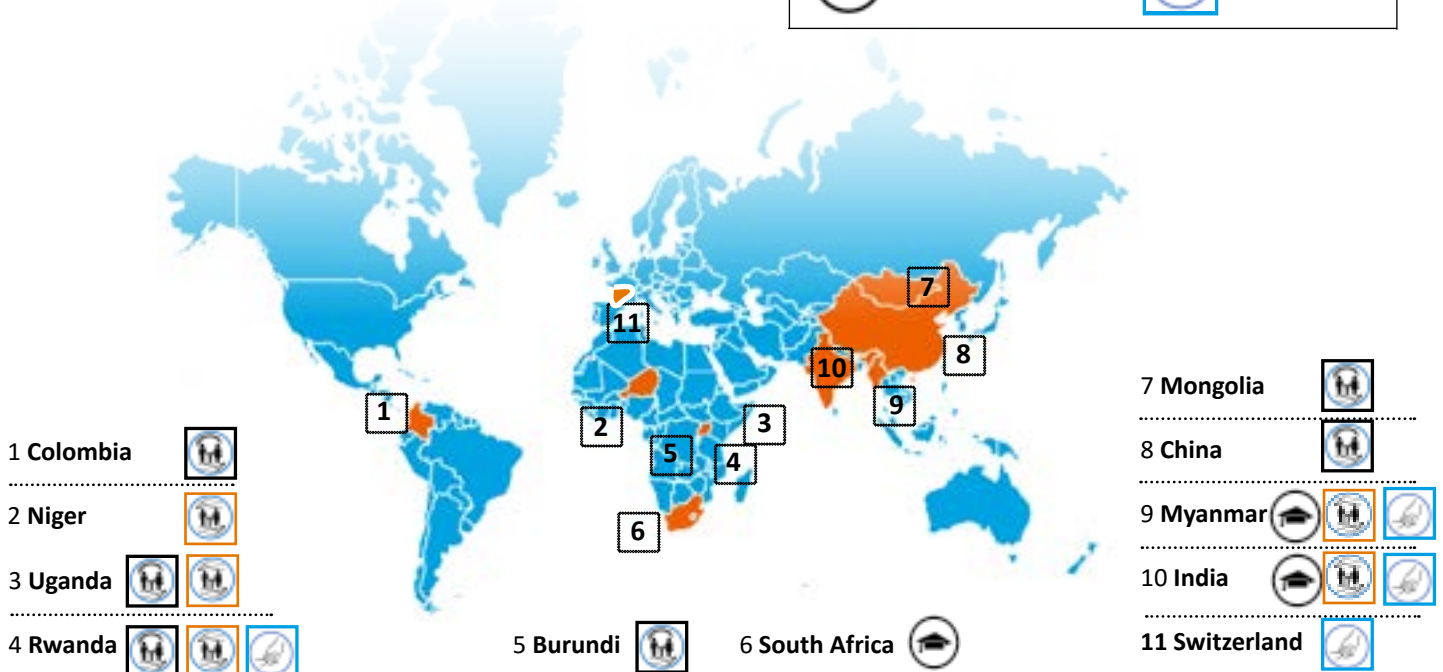 7
11
10
8
1
9
3
2
5
4
6
1 Colombia
2 Niger
3 Uganda
4 Rwanda
5 Burundi
6 South Africa
7 Mongolia
8 China
9 Myanmar
10 India
11 Switzerland